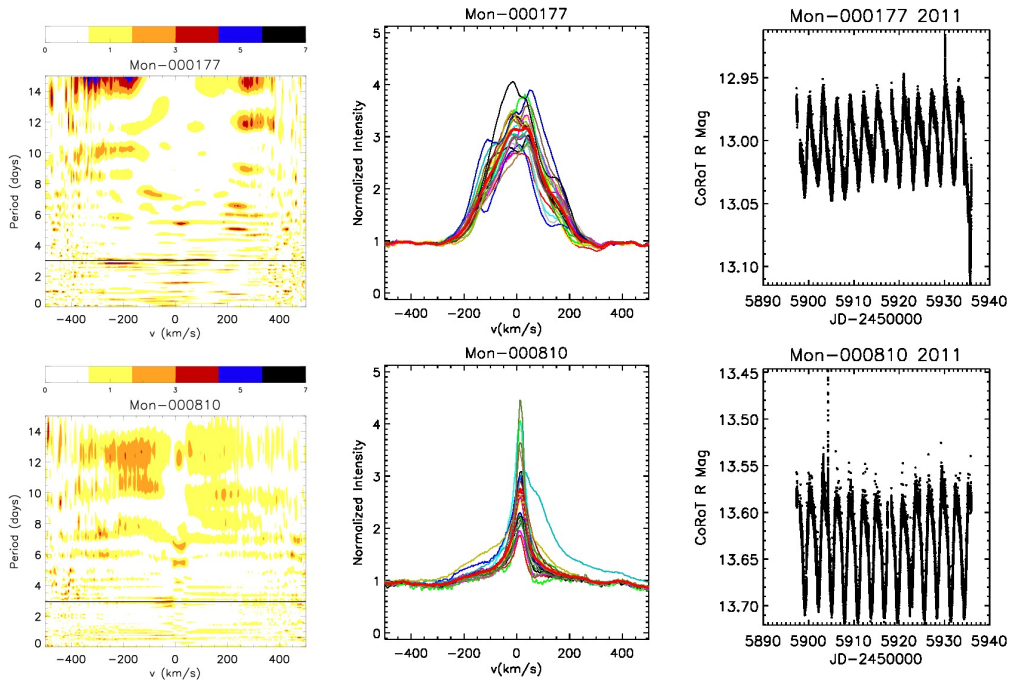 0 1 3 5 7
Mon-000177
14
12
10
8
6
4
2
0
Period (days)
-400 -200 0 200 400
v (km/s)
Mon-000177
5
4
3
2
1
0
Normalized Intensity
-400 -200 0 200 400
v(km/s)
Mon-000177 2011
12.95
13.00
13.05
13.10
CoRoT R Mag
5890 5900 5910 5920 5930 5940
JD-2450000
0 1 3 5 7
Mon-000810
14
12
10
8
6
4
2
0
Period (days)
-400 -200 0 200 400
v (km/s)
Mon-000810
5
4
3
2
1
0
Normalized Intensity
-400 -200 0 200 400
v(km/s)
Mon-000810 2011
13.45
13.50
13.55
13.60
13.65
13.70
CoRoT R Mag
5890 5900 5910 5920 5930 5940
JD-2450000